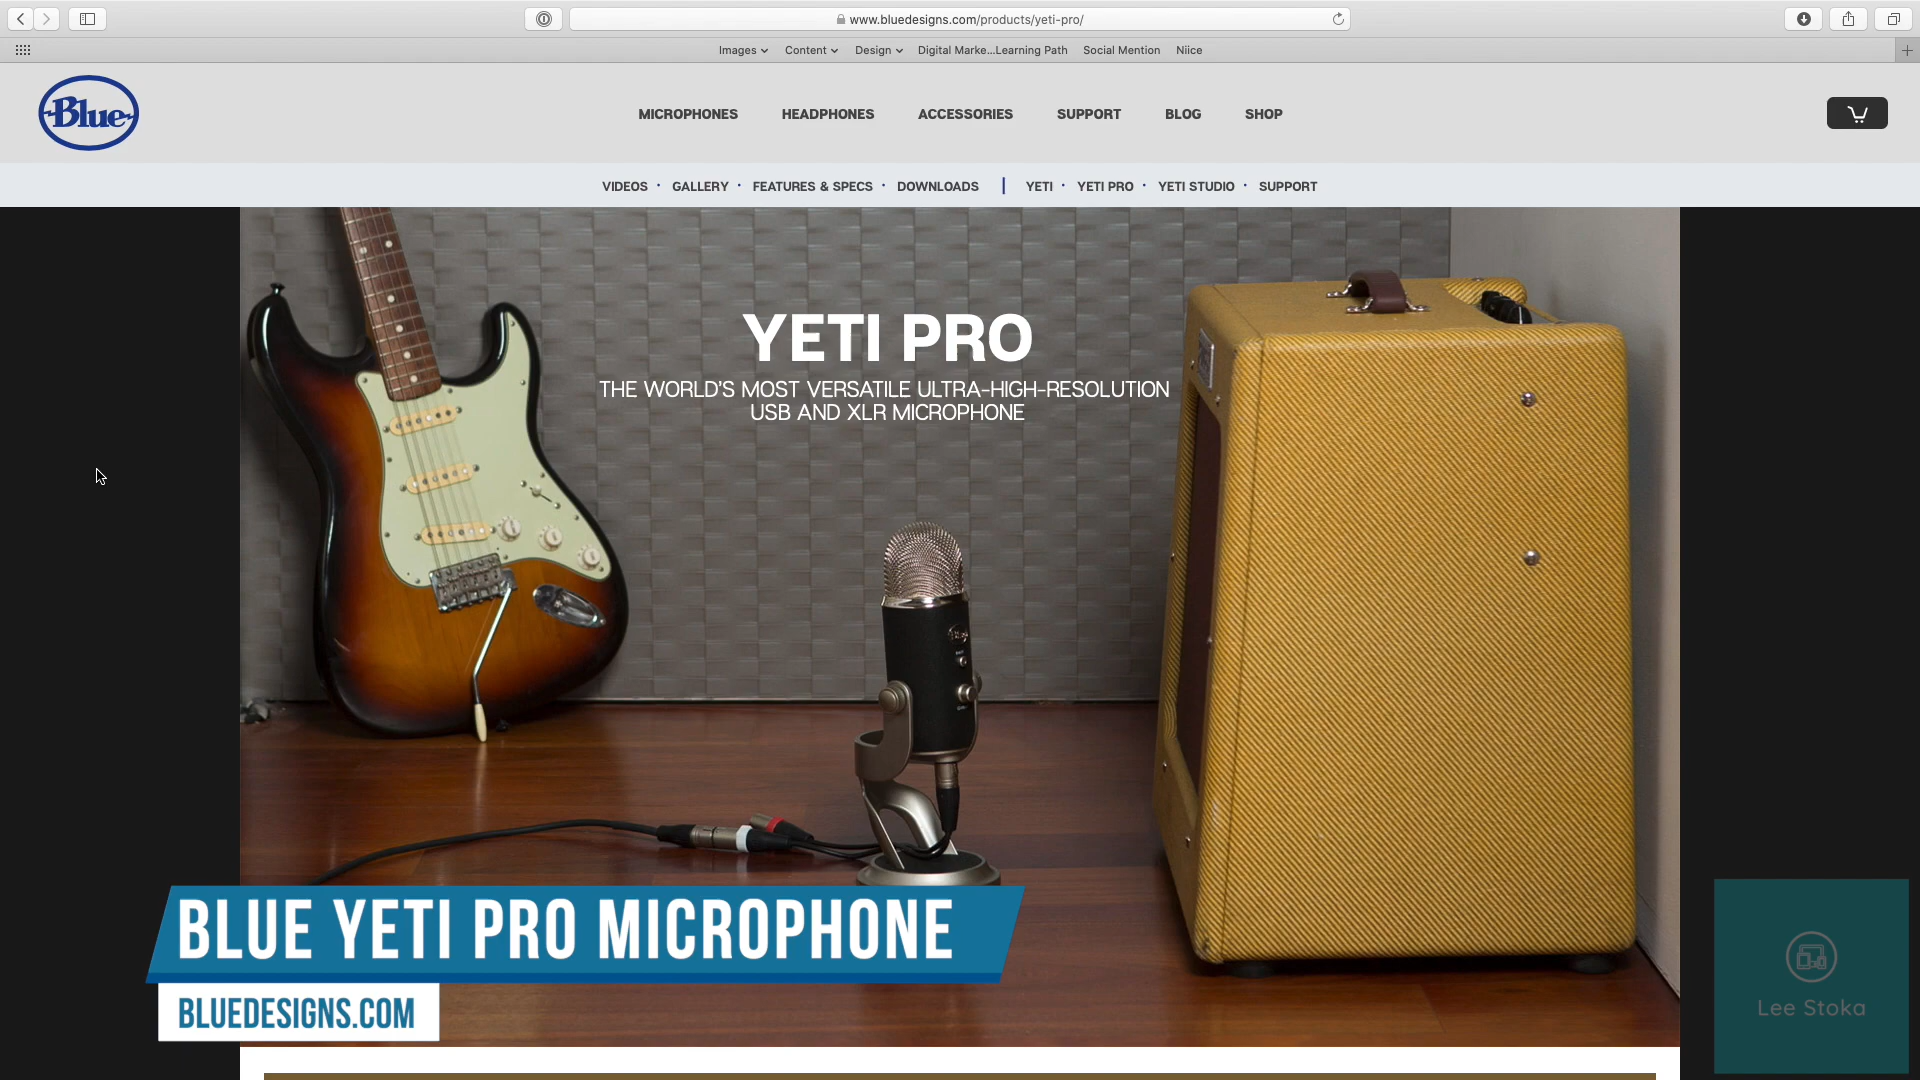 www.bluedesigns.com/products/yeti-pro/
Images Content Design Digital Marke...Learning Path Social Mention Niice
Blue
MICROPHONES HEADPHONES ACCESSORIES SUPPORT BLOG SHOP
VIDEOS · GALLERY · FEATURES & SPECS · DOWNLOADS | YETI · YETI PRO · YETI STUDIO · SUPPORT
YETI PRO
THE WORLD'S MOST VERSATILE ULTRA-HIGH-RESOLUTION
USB AND XLR MICROPHONE
BLUE YETI PRO MICROPHONE
BLUEDESIGNS.COM
Lee Stoka